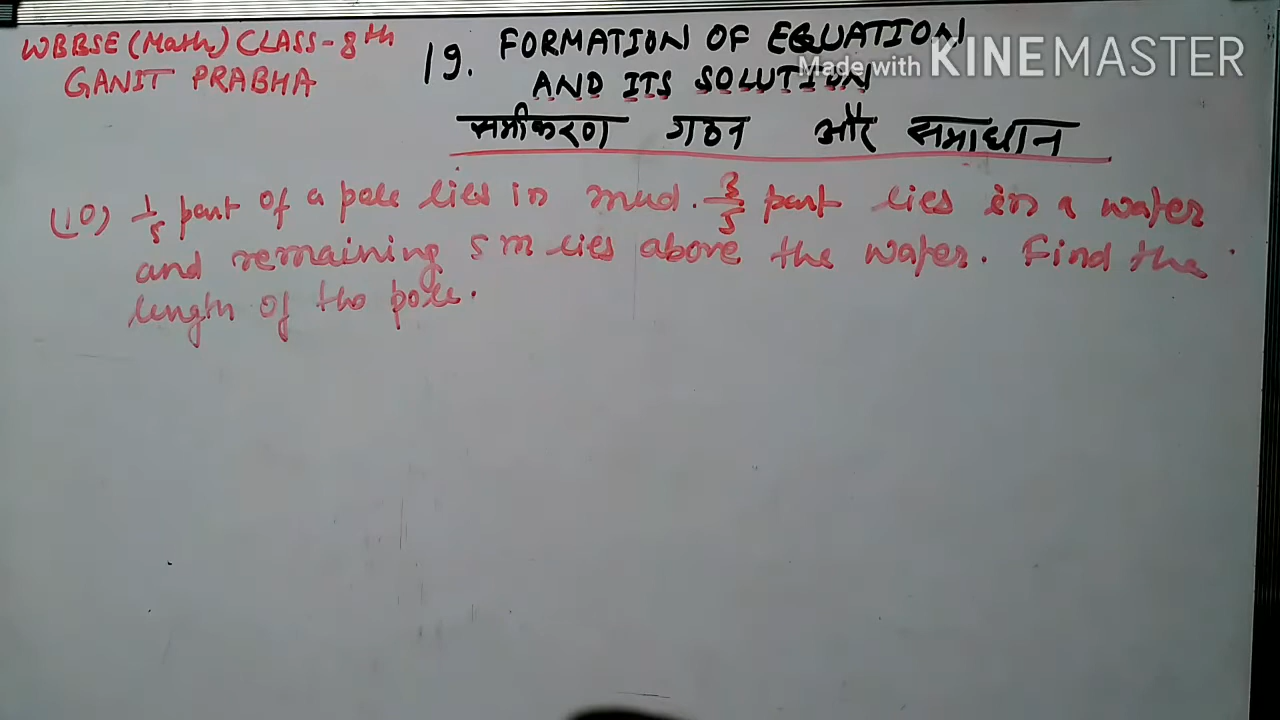 WBBSE (Math) CLASS-8th
GANIT PRABHA
19. FORMATION OF EQUATION
AND ITS SOLUTION
Made with KINEMASTER
समीकरण गठन और समाधान
(10) 1/5 part of a pole lies in mud. 3/5 part lies in a water
and remaining 5 m lies above the water. Find the
length of the pole.